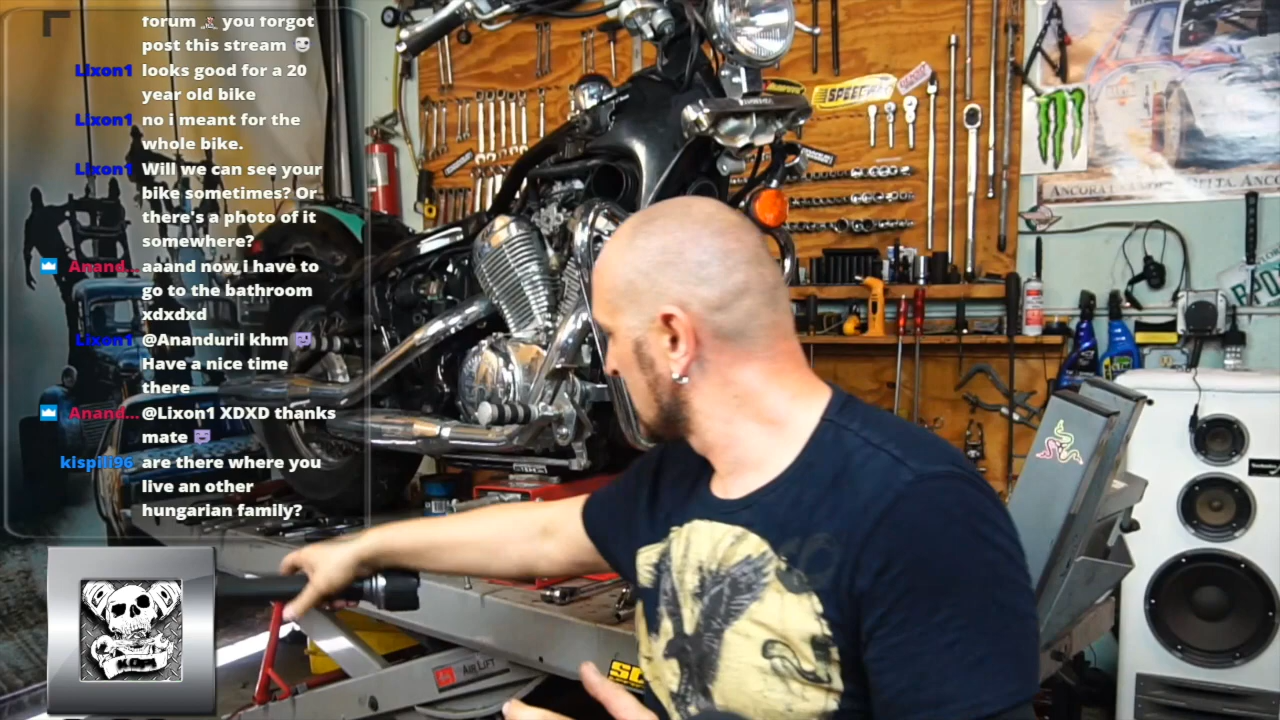 forum you forgot
post this stream
Lixon1 looks good for a 20
year old bike
Lixon1 no i meant for the
whole bike.
Lixon1 Will we can see your
bike sometimes? Or
there's a photo of it
somewhere?
Anand... aaand now i have to
go to the bathroom
xdxdxd
Lixon1 @Ananduril khm
Have a nice time
there
Anand... @Lixon1 XDXD thanks
mate
kispili96 are there where you
live an other
hungarian family?
AIR LIFT